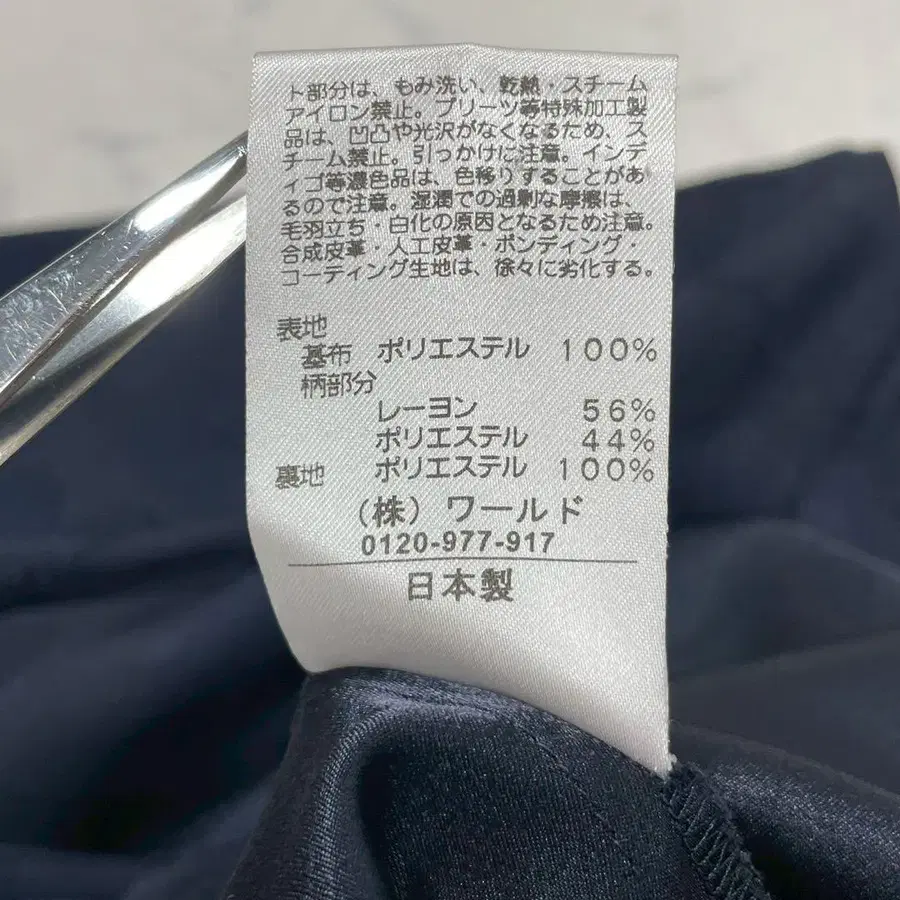 ト部分は、もみ洗い、乾熱・スチーム
アイロン禁止。プリーツ等特殊加工製
品は、凹凸や光沢がなくなるため、ス
チーム禁止。引っかけに注意。インデ
ィゴ等濃色品は、色移りすることがあ
るので注意。湿潤での過剰な摩擦は、
毛羽立ち・白化の原因となるため注意。
合成皮革・人工皮革・ボンディング・
コーティング生地は、徐々に劣化する。
表地
基布 ポリエステル 100%
柄部分
レーヨン 56%
ポリエステル 44%
裏地 ポリエステル 100%
(株) ワールド
0120-977-917
日本製